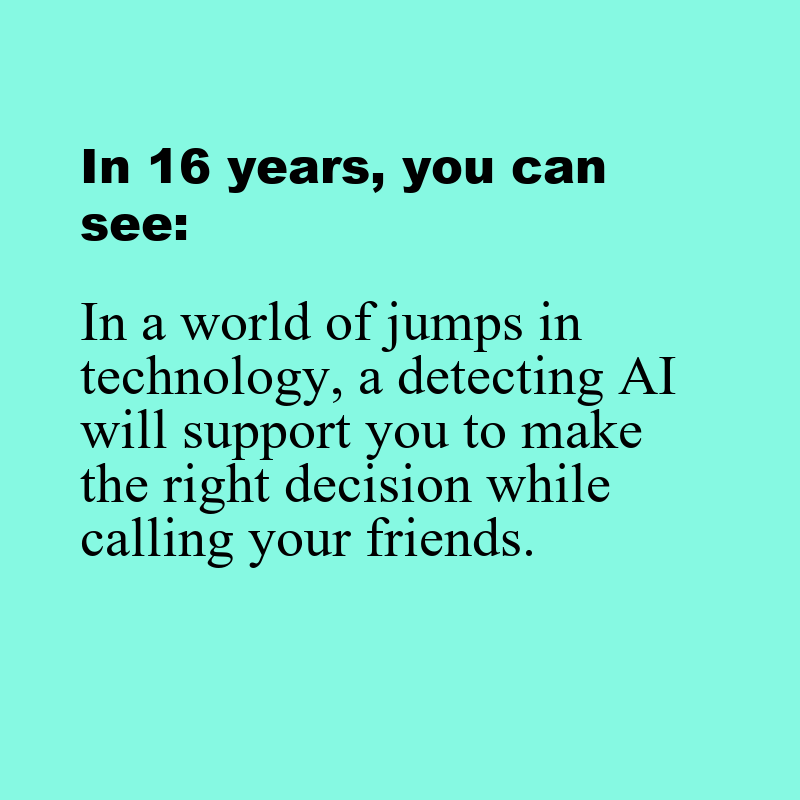 In 16 years, you can
see:
In a world of jumps in
technology, a detecting AI
will support you to make
the right decision while
calling your friends.